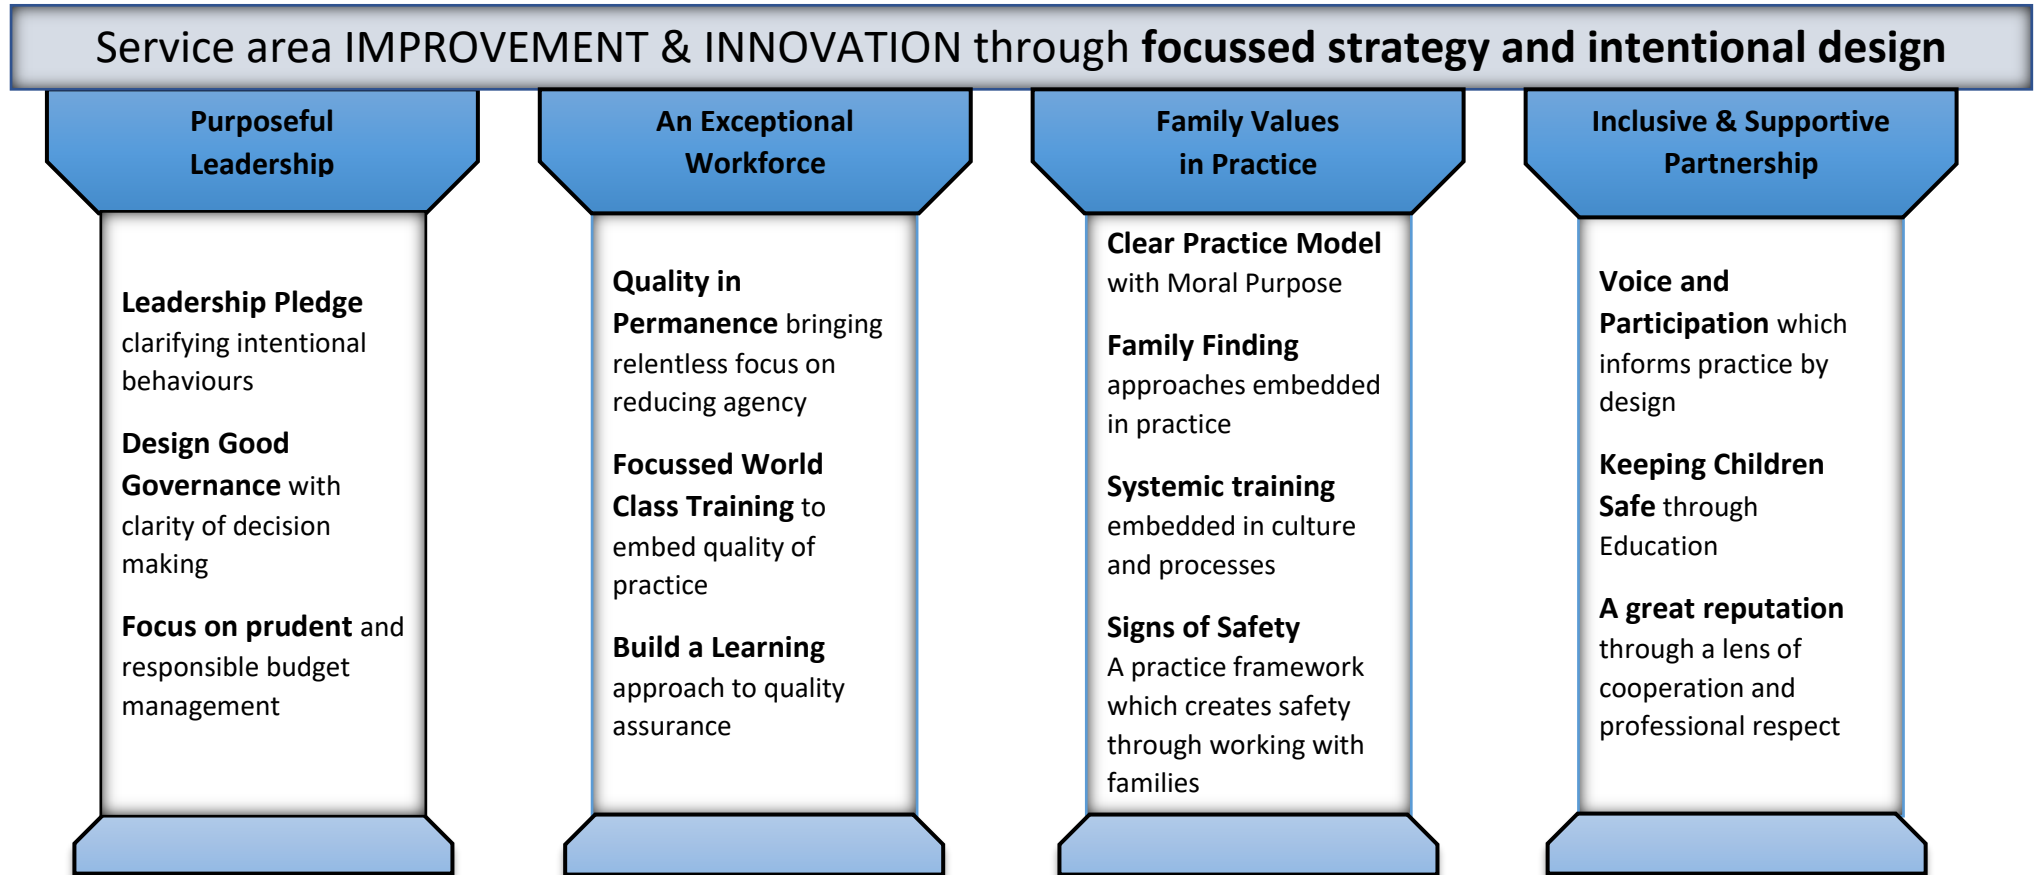 Service area IMPROVEMENT & INNOVATION through focussed strategy and intentional design
Purposeful
Leadership
Leadership Pledge
clarifying intentional
behaviours
Design Good
Governance with
clarity of decision
making
Focus on prudent and
responsible budget
management
An Exceptional
Workforce
Quality in
Permanence bringing
relentless focus on
reducing agency
Focussed World
Class Training to
embed quality of
practice
Build a Learning
approach to quality
assurance
Family Values
in Practice
Clear Practice Model
with Moral Purpose
Family Finding
approaches embedded
in practice
Systemic training
embedded in culture
and processes
Signs of Safety
A practice framework
which creates safety
through working with
families
Inclusive & Supportive
Partnership
Voice and
Participation which
informs practice by
design
Keeping Children
Safe through
Education
A great reputation
through a lens of
cooperation and
professional respect